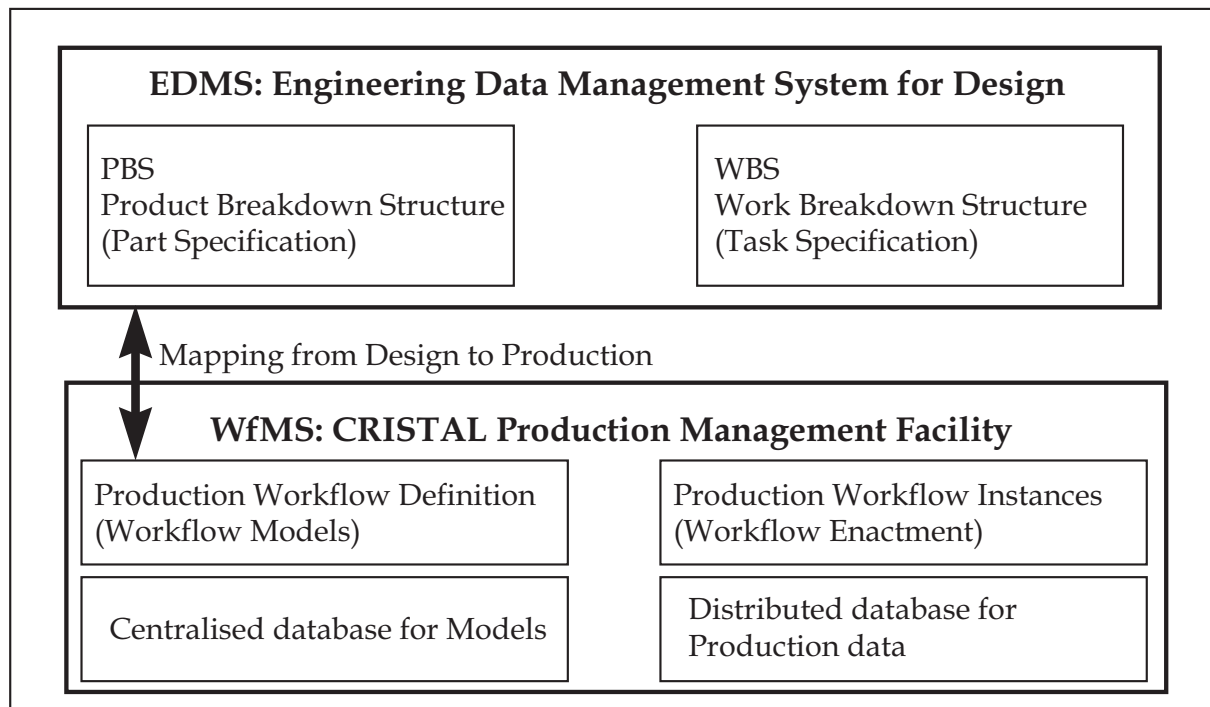 EDMS: Engineering Data Management System for Design
PBS
Product Breakdown Structure
(Part Specification)
WBS
Work Breakdown Structure
(Task Specification)
Mapping from Design to Production
WfMS: CRISTAL Production Management Facility
Production Workflow Definition
(Workflow Models)
Production Workflow Instances
(Workflow Enactment)
Centralised database for Models
Distributed database for
Production data